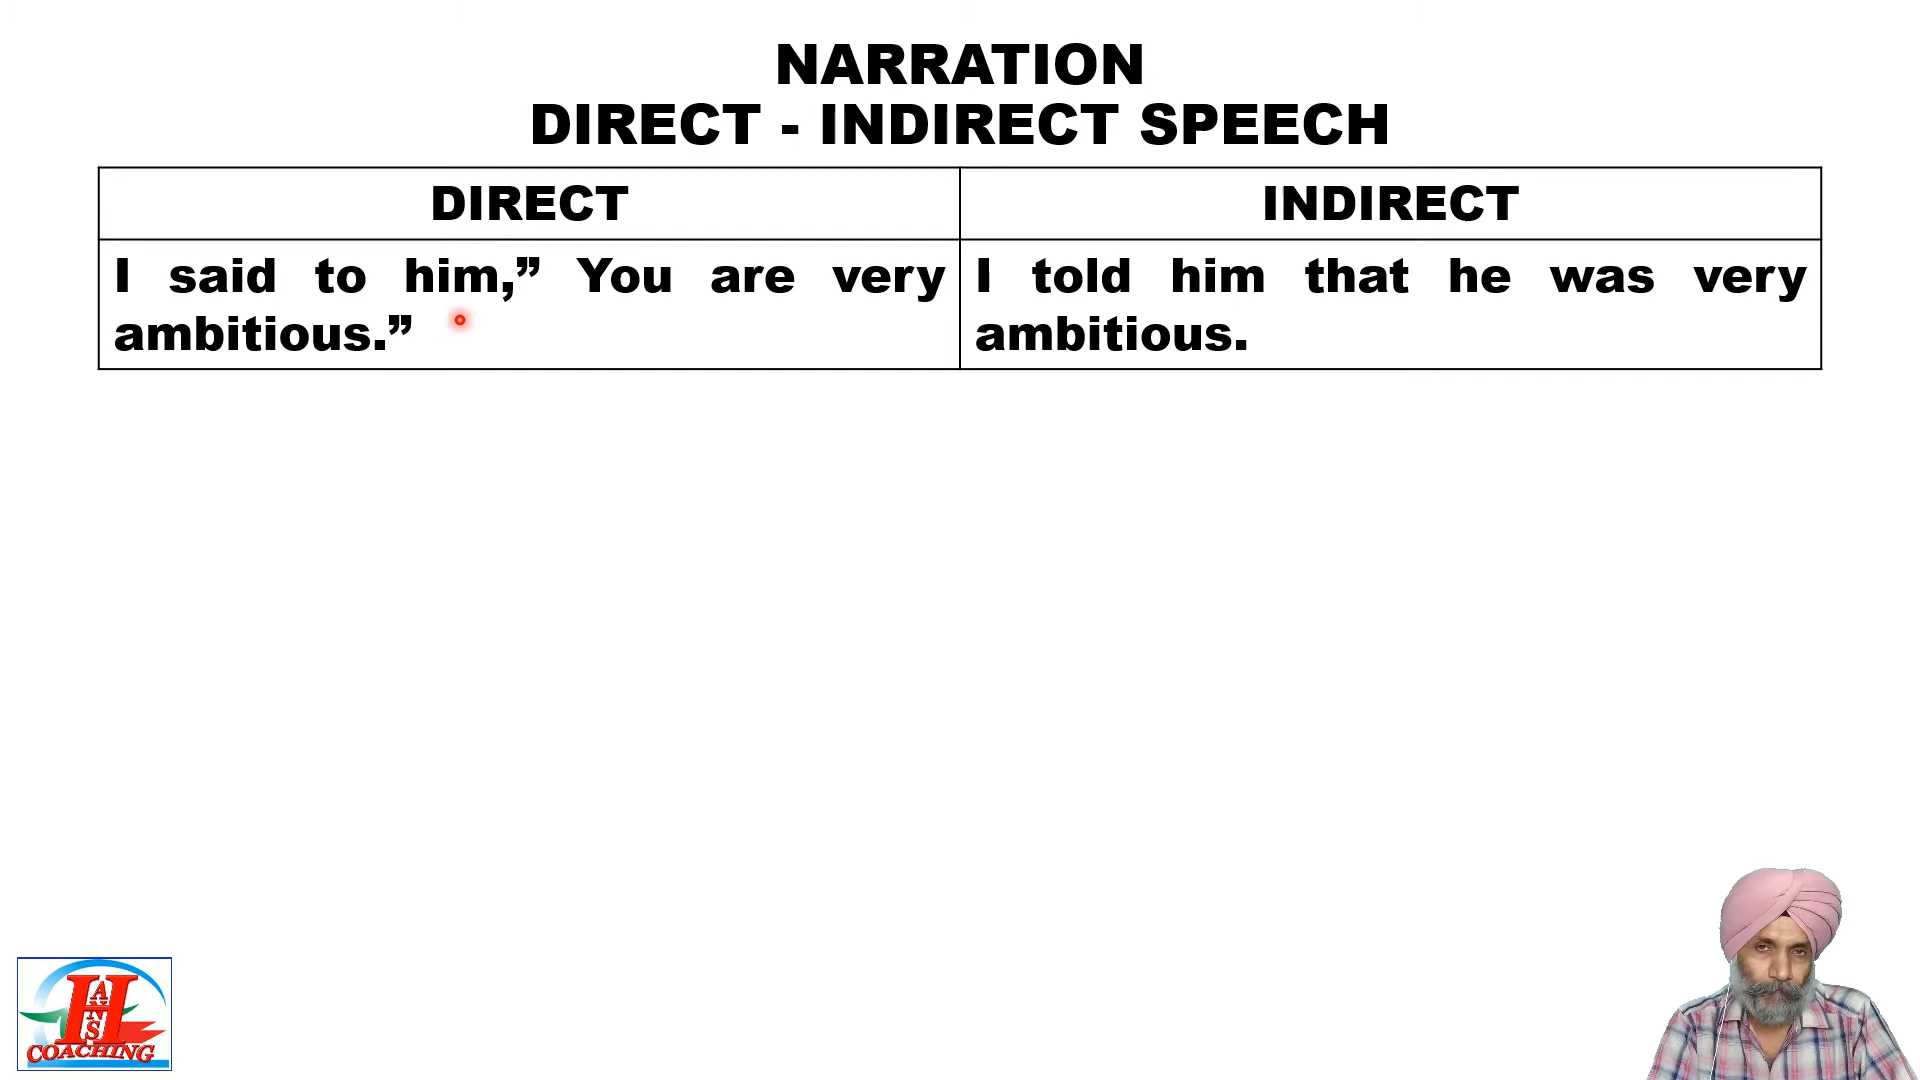 NARRATION
DIRECT - INDIRECT SPEECH
DIRECT
INDIRECT
I said to him,” You are very
ambitious.”
I told him that he was very
ambitious.
HANS
COACHING